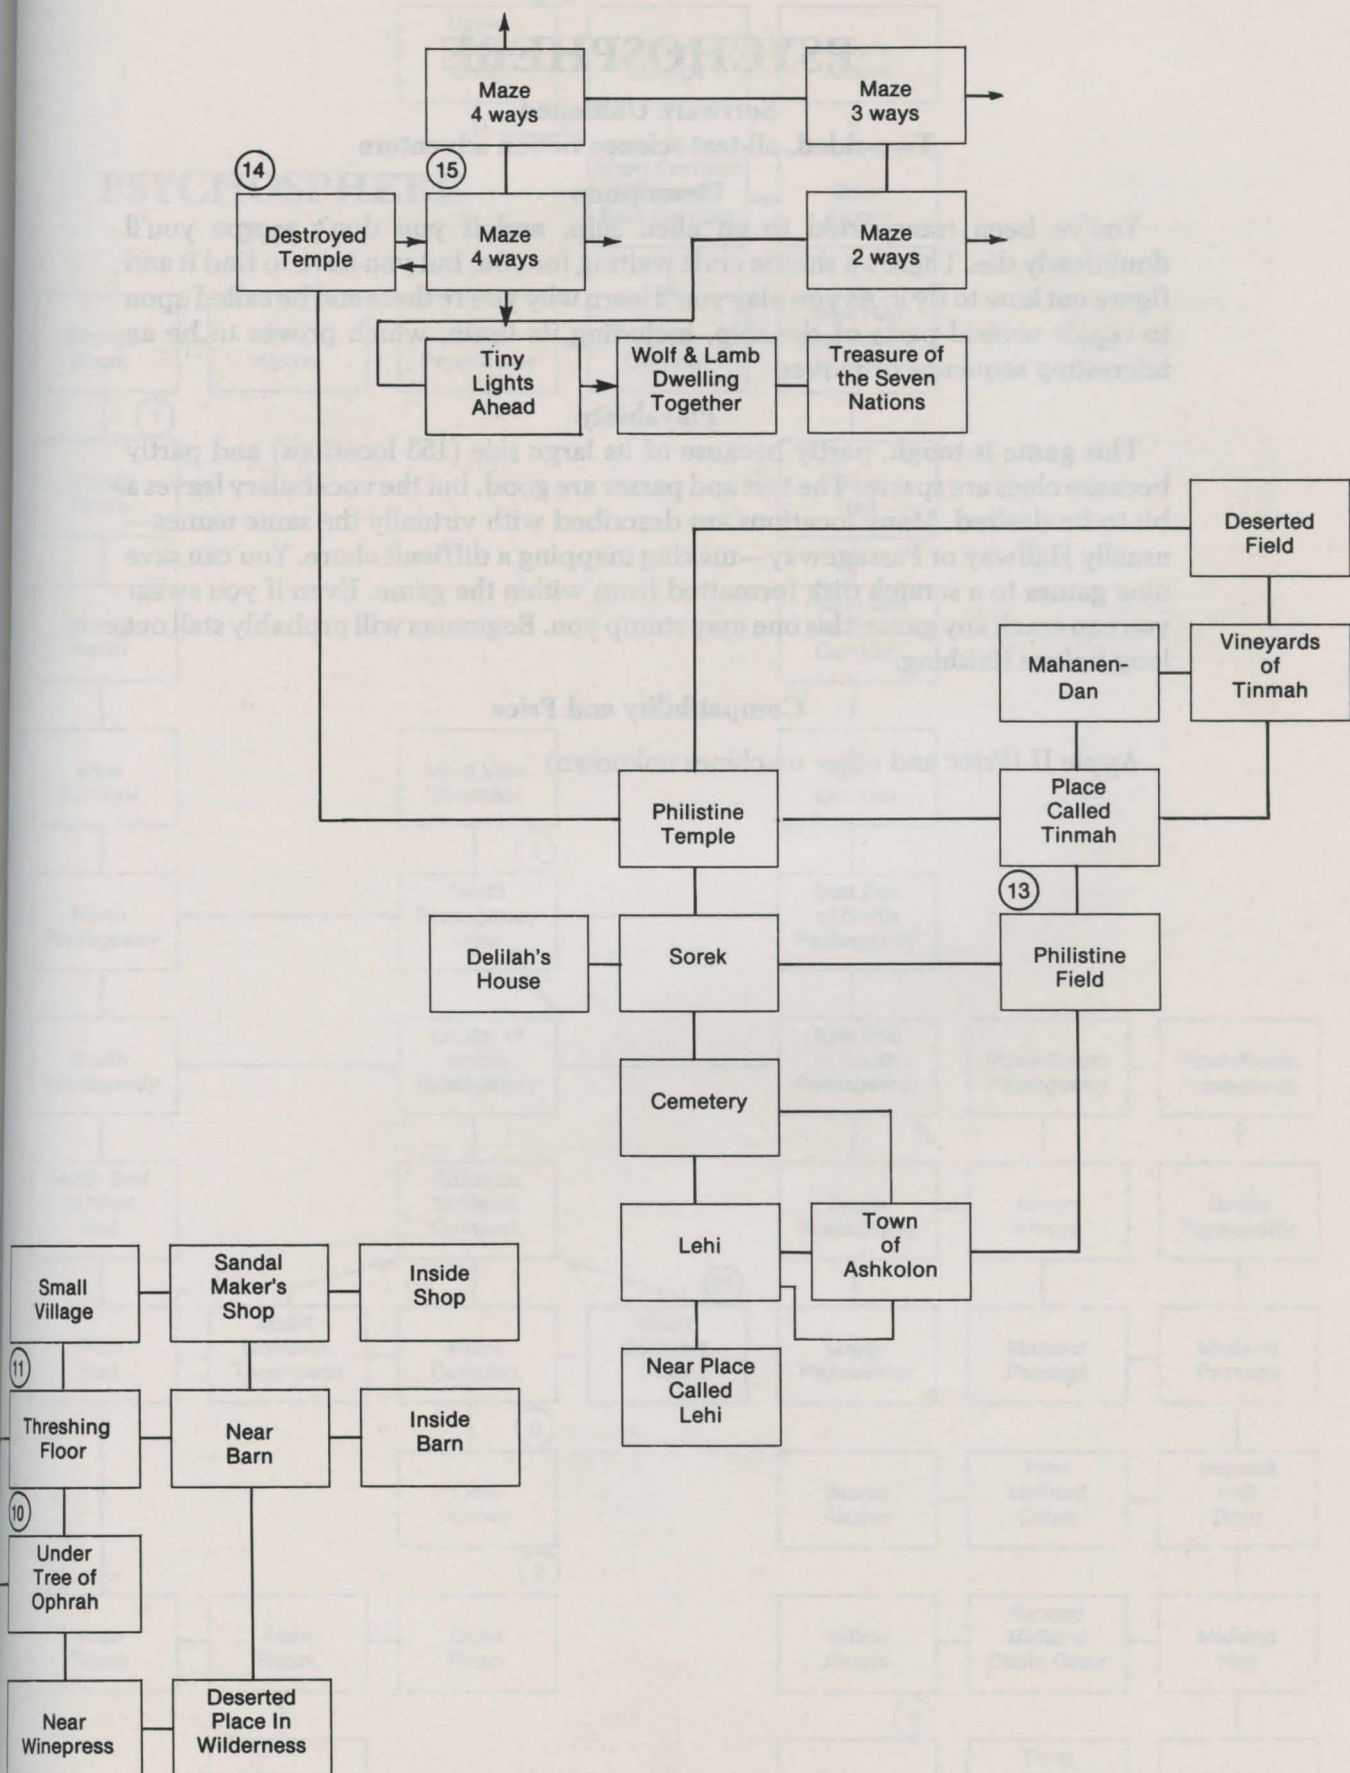 Maze
4 ways
Maze
3 ways
14
15
Destroyed
Temple
Maze
4 ways
Maze
2 ways
Tiny
Lights
Ahead
Wolf & Lamb
Dwelling
Together
Treasure of
the Seven
Nations
Deserted
Field
Mahanen-
Dan
Vineyards
of
Tinmah
Philistine
Temple
Place
Called
Tinmah
13
Delilah's
House
Sorek
Philistine
Field
Cemetery
Lehi
Town
of
Ashkolon
Small
Village
Sandal
Maker's
Shop
Inside
Shop
11
Near Place
Called
Lehi
Threshing
Floor
Near
Barn
Inside
Barn
10
Under
Tree of
Ophrah
Near
Winepress
Deserted
Place In
Wilderness